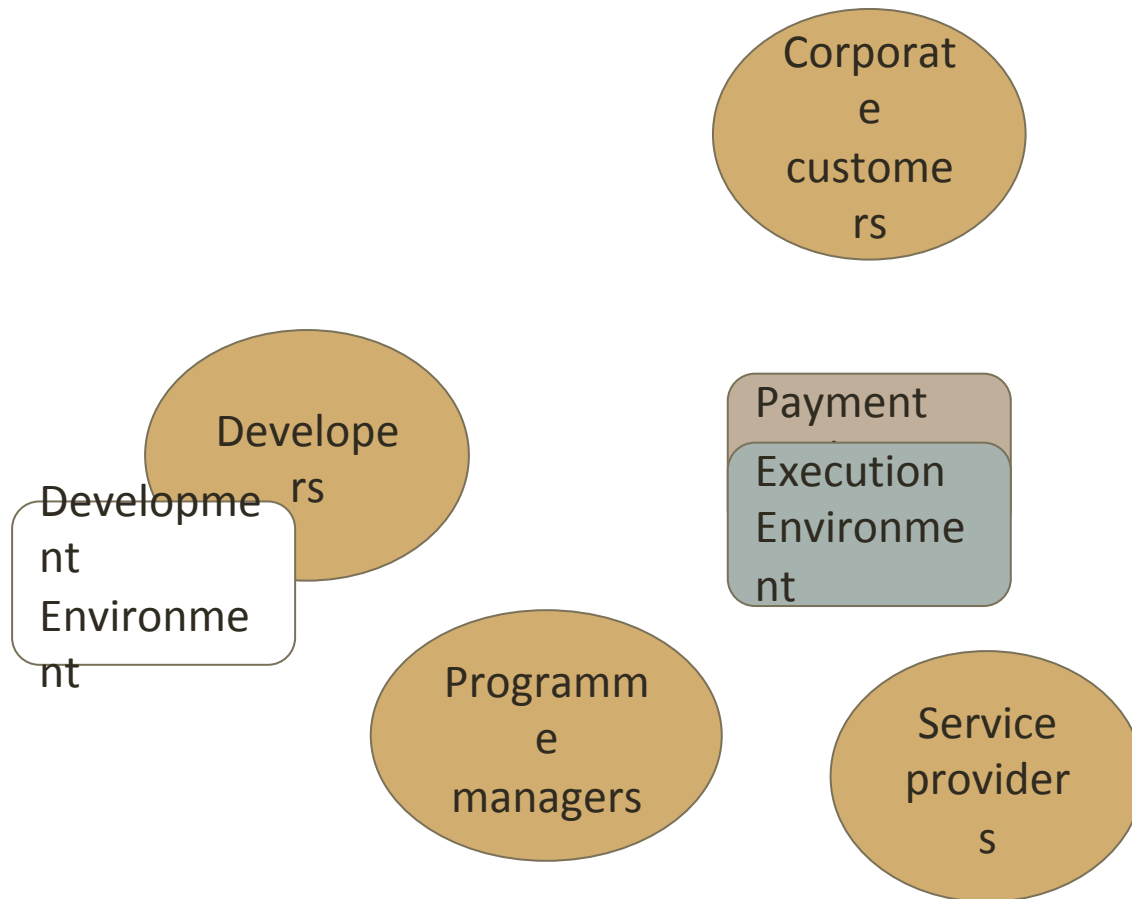 Corporat
e
custome
rs
Develope
rs
Developme
nt
Environme
nt
Payment
Execution
Environme
nt
Programm
e
managers
Service
provider
s